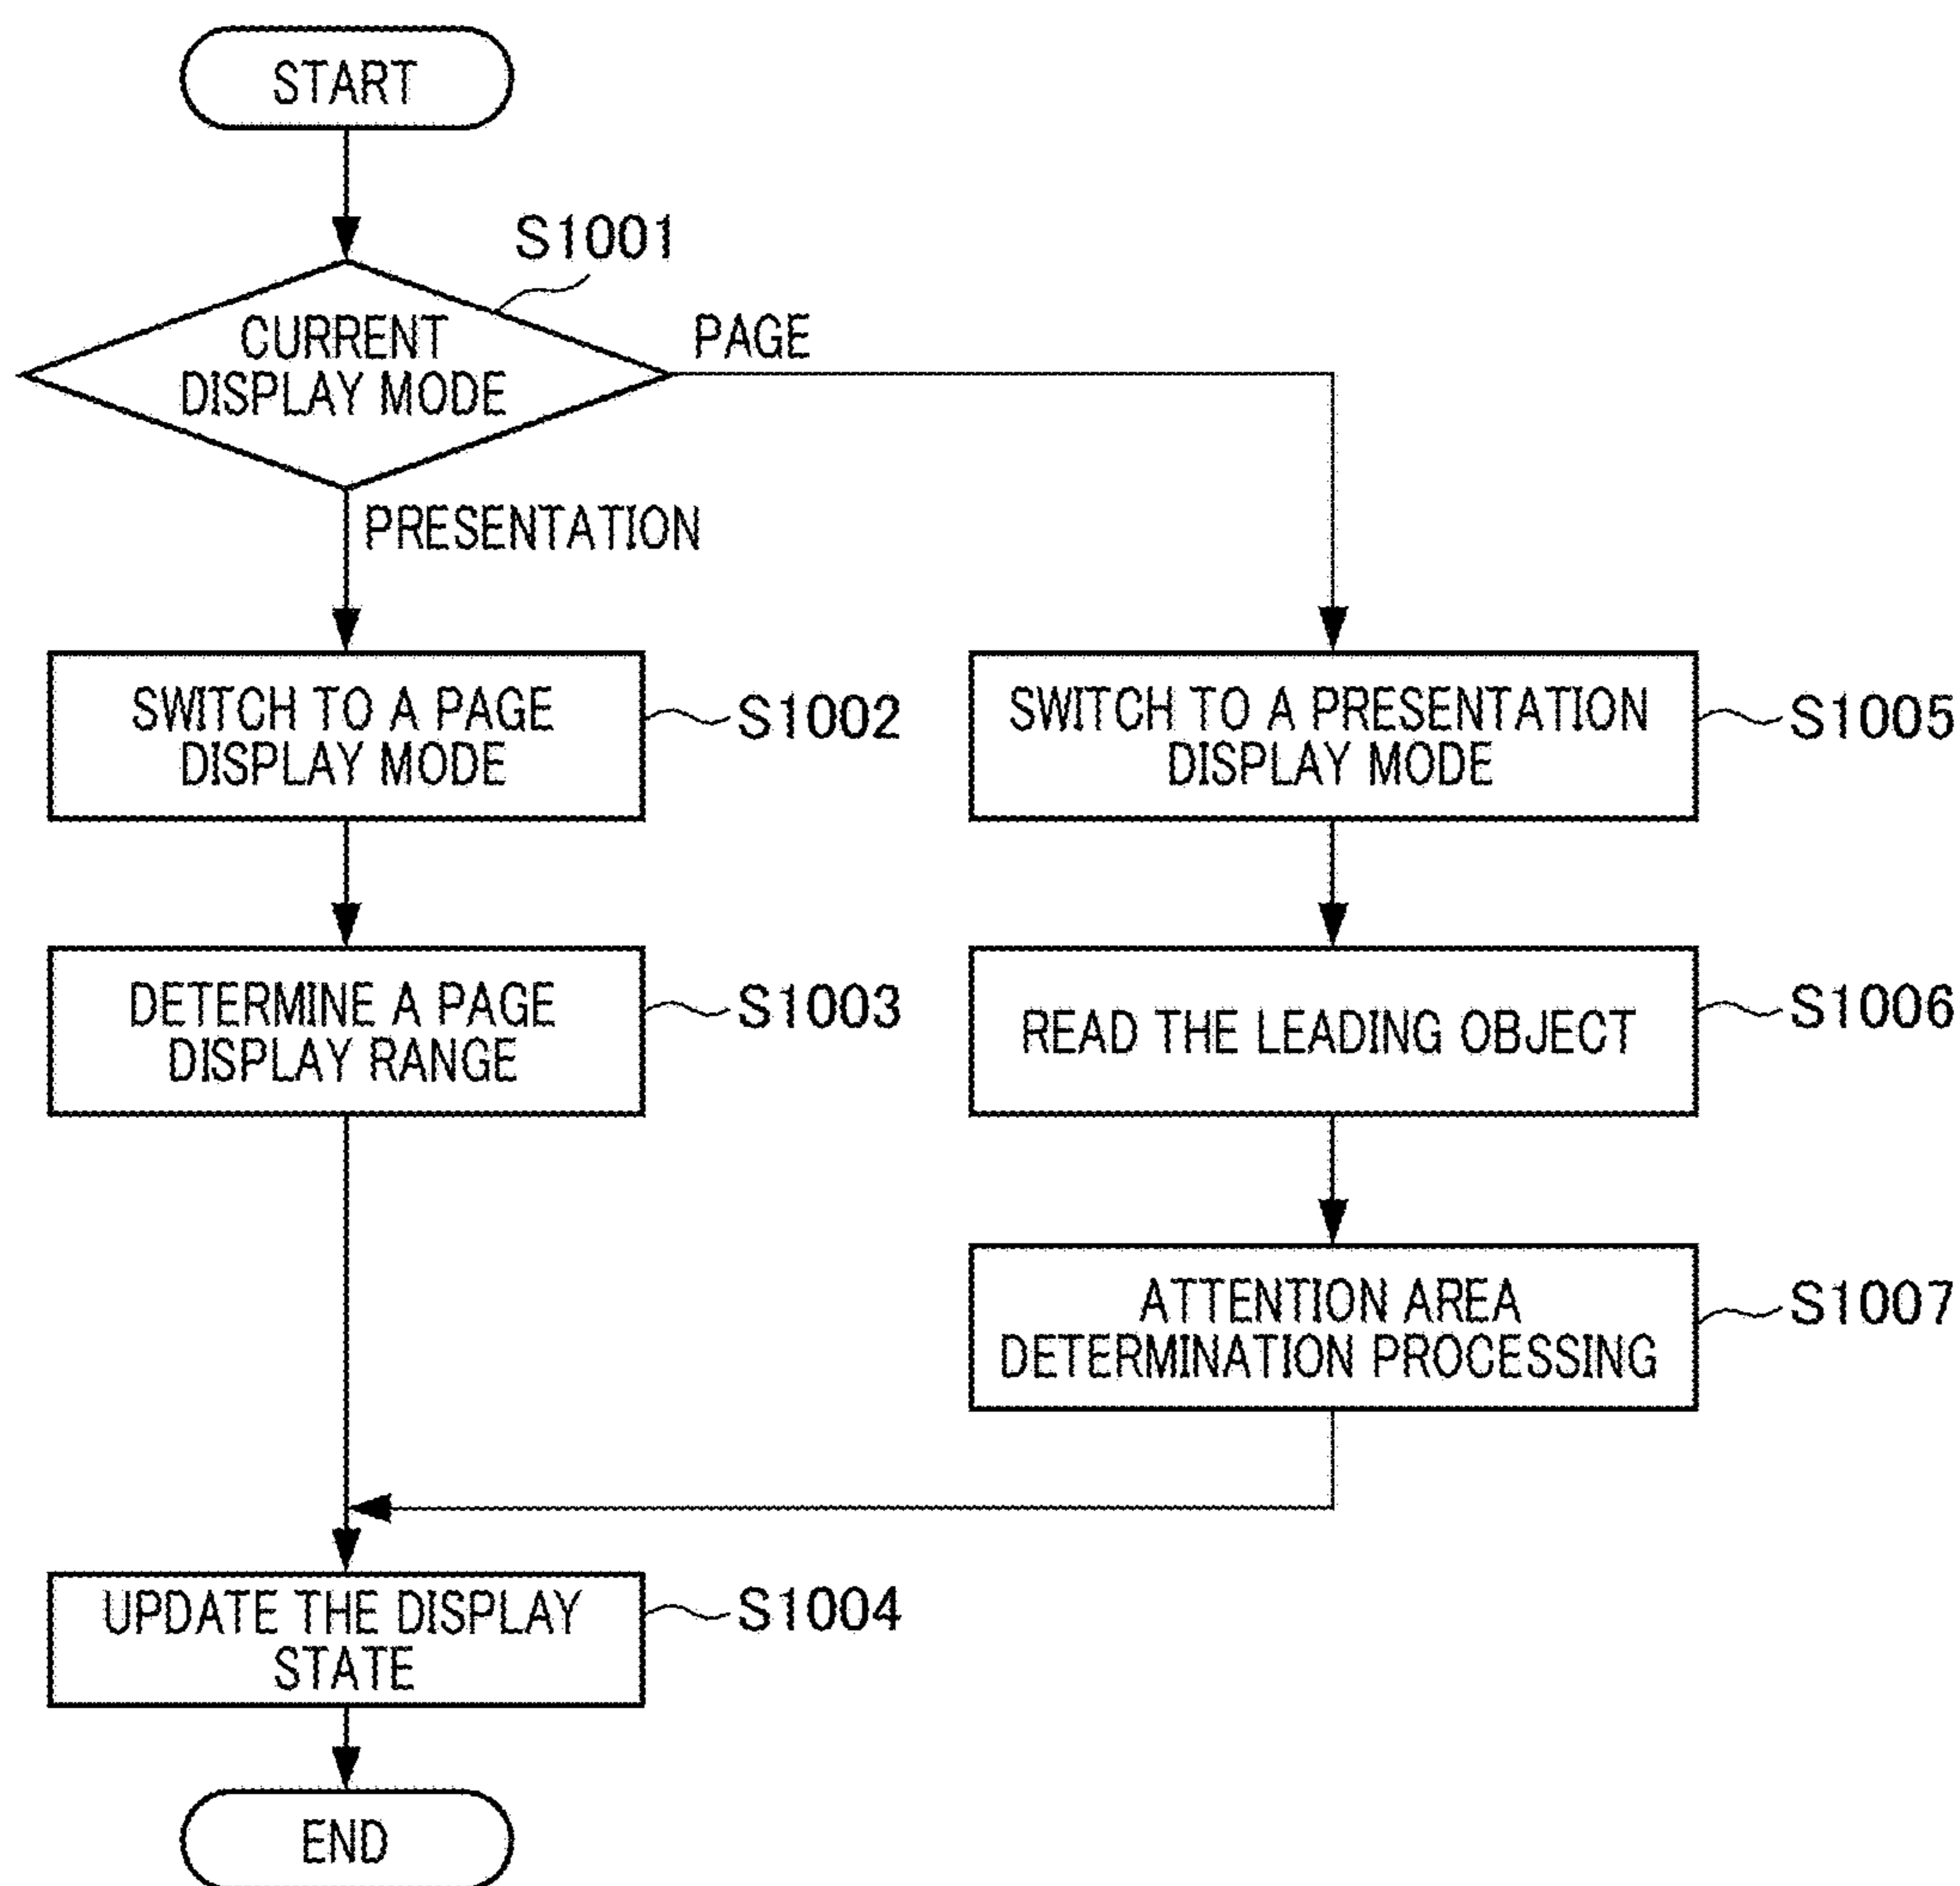 START
S1001
CURRENT
DISPLAY MODE
PAGE
PRESENTATION
SWITCH TO A PAGE
DISPLAY MODE
S1002
SWITCH TO A PRESENTATION
DISPLAY MODE
S1005
DETERMINE A PAGE
DISPLAY RANGE
S1003
READ THE LEADING OBJECT
S1006
ATTENTION AREA
DETERMINATION PROCESSING
S1007
UPDATE THE DISPLAY
STATE
S1004
END